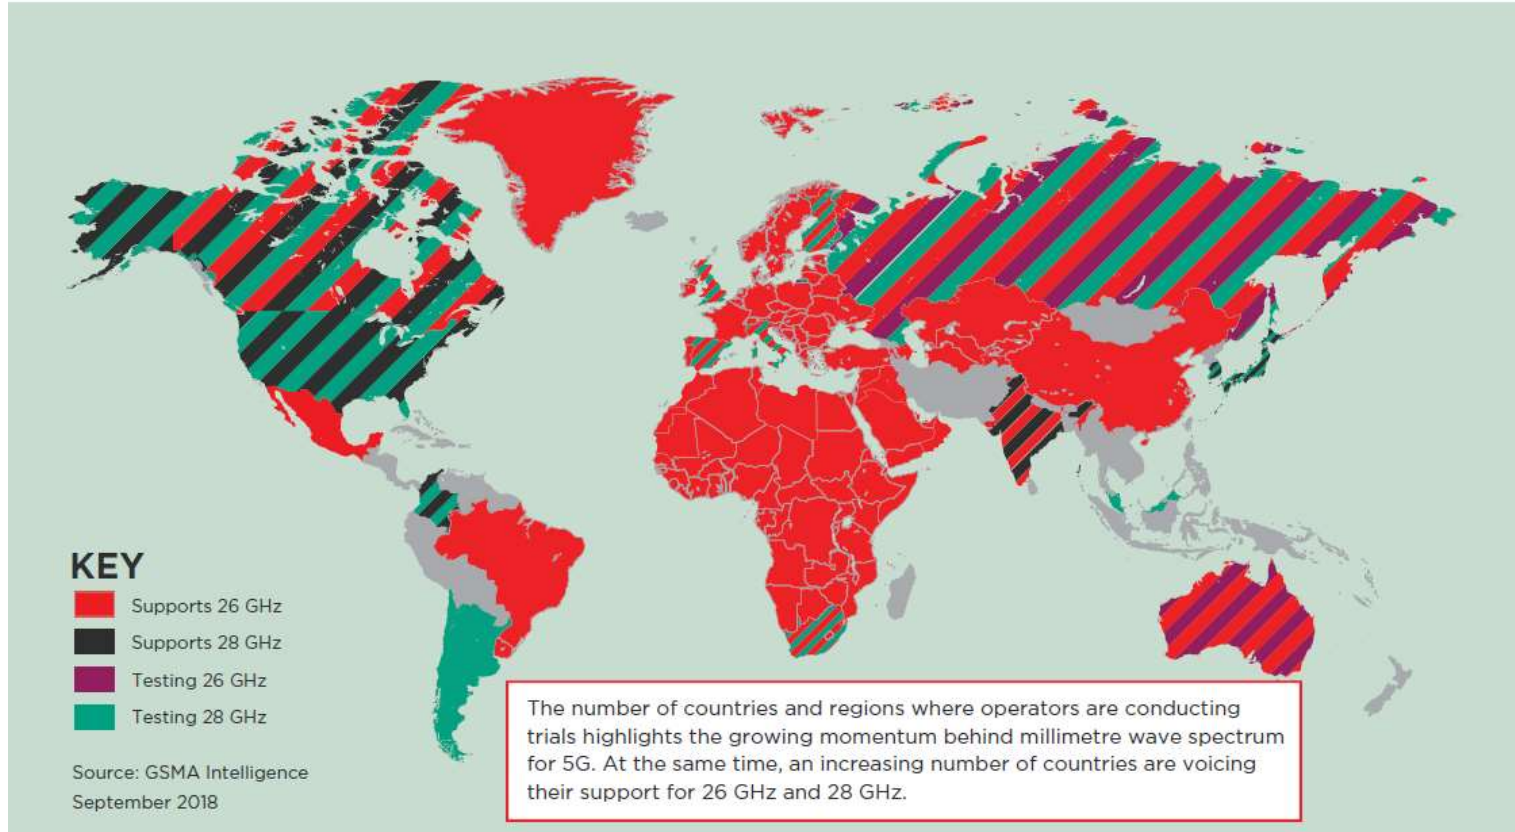 KEY
Supports 26 GHz
Supports 28 GHz
Testing 26 GHz
Testing 28 GHz
Source: GSMA Intelligence
September 2018
The number of countries and regions where operators are conducting
trials highlights the growing momentum behind millimetre wave spectrum
for 5G. At the same time, an increasing number of countries are voicing
their support for 26 GHz and 28 GHz.